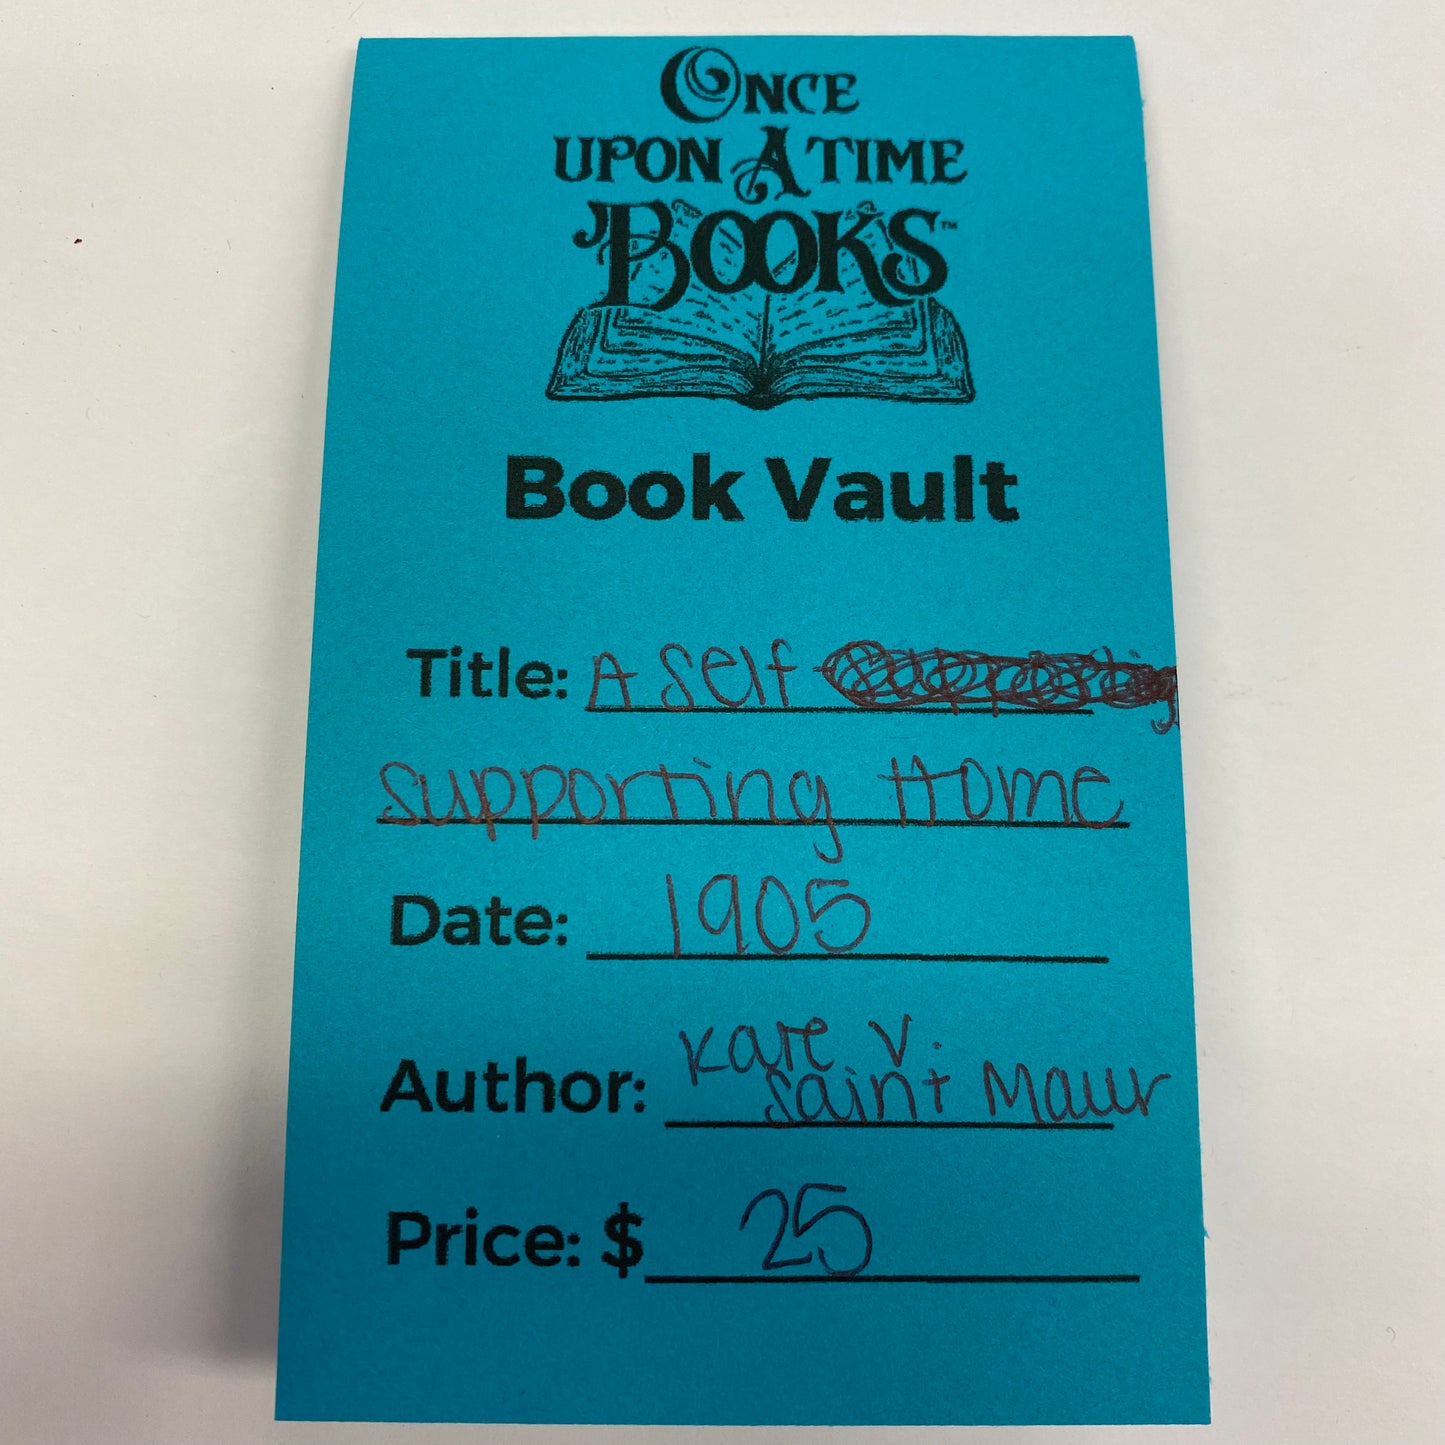 ONCE
UPON A TIME
BOOKS™
Book Vault
Title: A Self-
supporting Home
Date: 1905
Author: Kate V.
Saint Maur
Price: $ 25